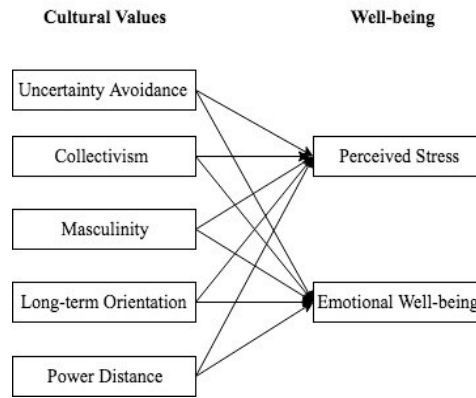 Cultural Values
Well-being
Uncertainty Avoidance
Collectivism
Perceived Stress
Masculinity
Long-term Orientation
Emotional Well-being
Power Distance